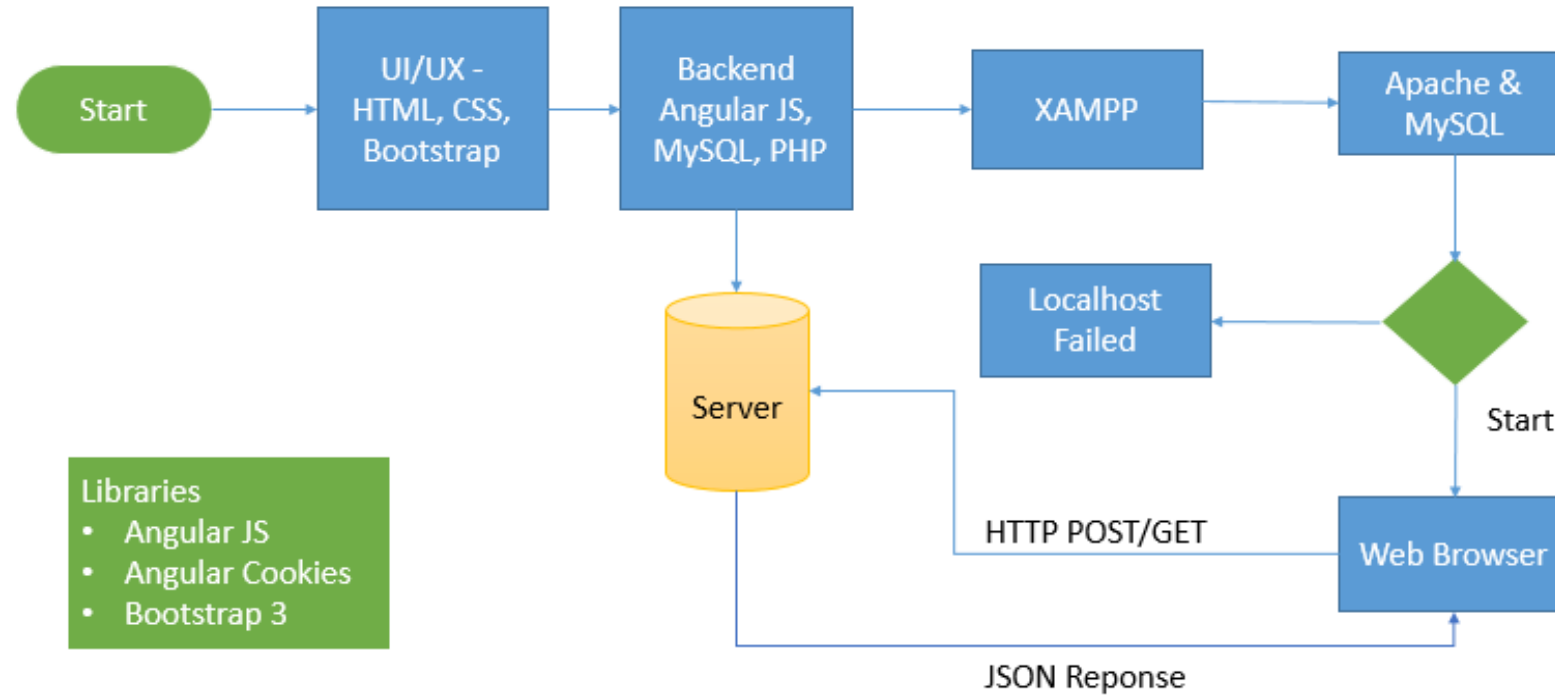 Start
UI/UX -
HTML, CSS,
Bootstrap
Backend
Angular JS,
MySQL, PHP
XAMPP
Apache &
MySQL
Localhost
Failed
Start
Server
Libraries
• Angular JS
• Angular Cookies
• Bootstrap 3
HTTP POST/GET
Web Browser
JSON Reponse